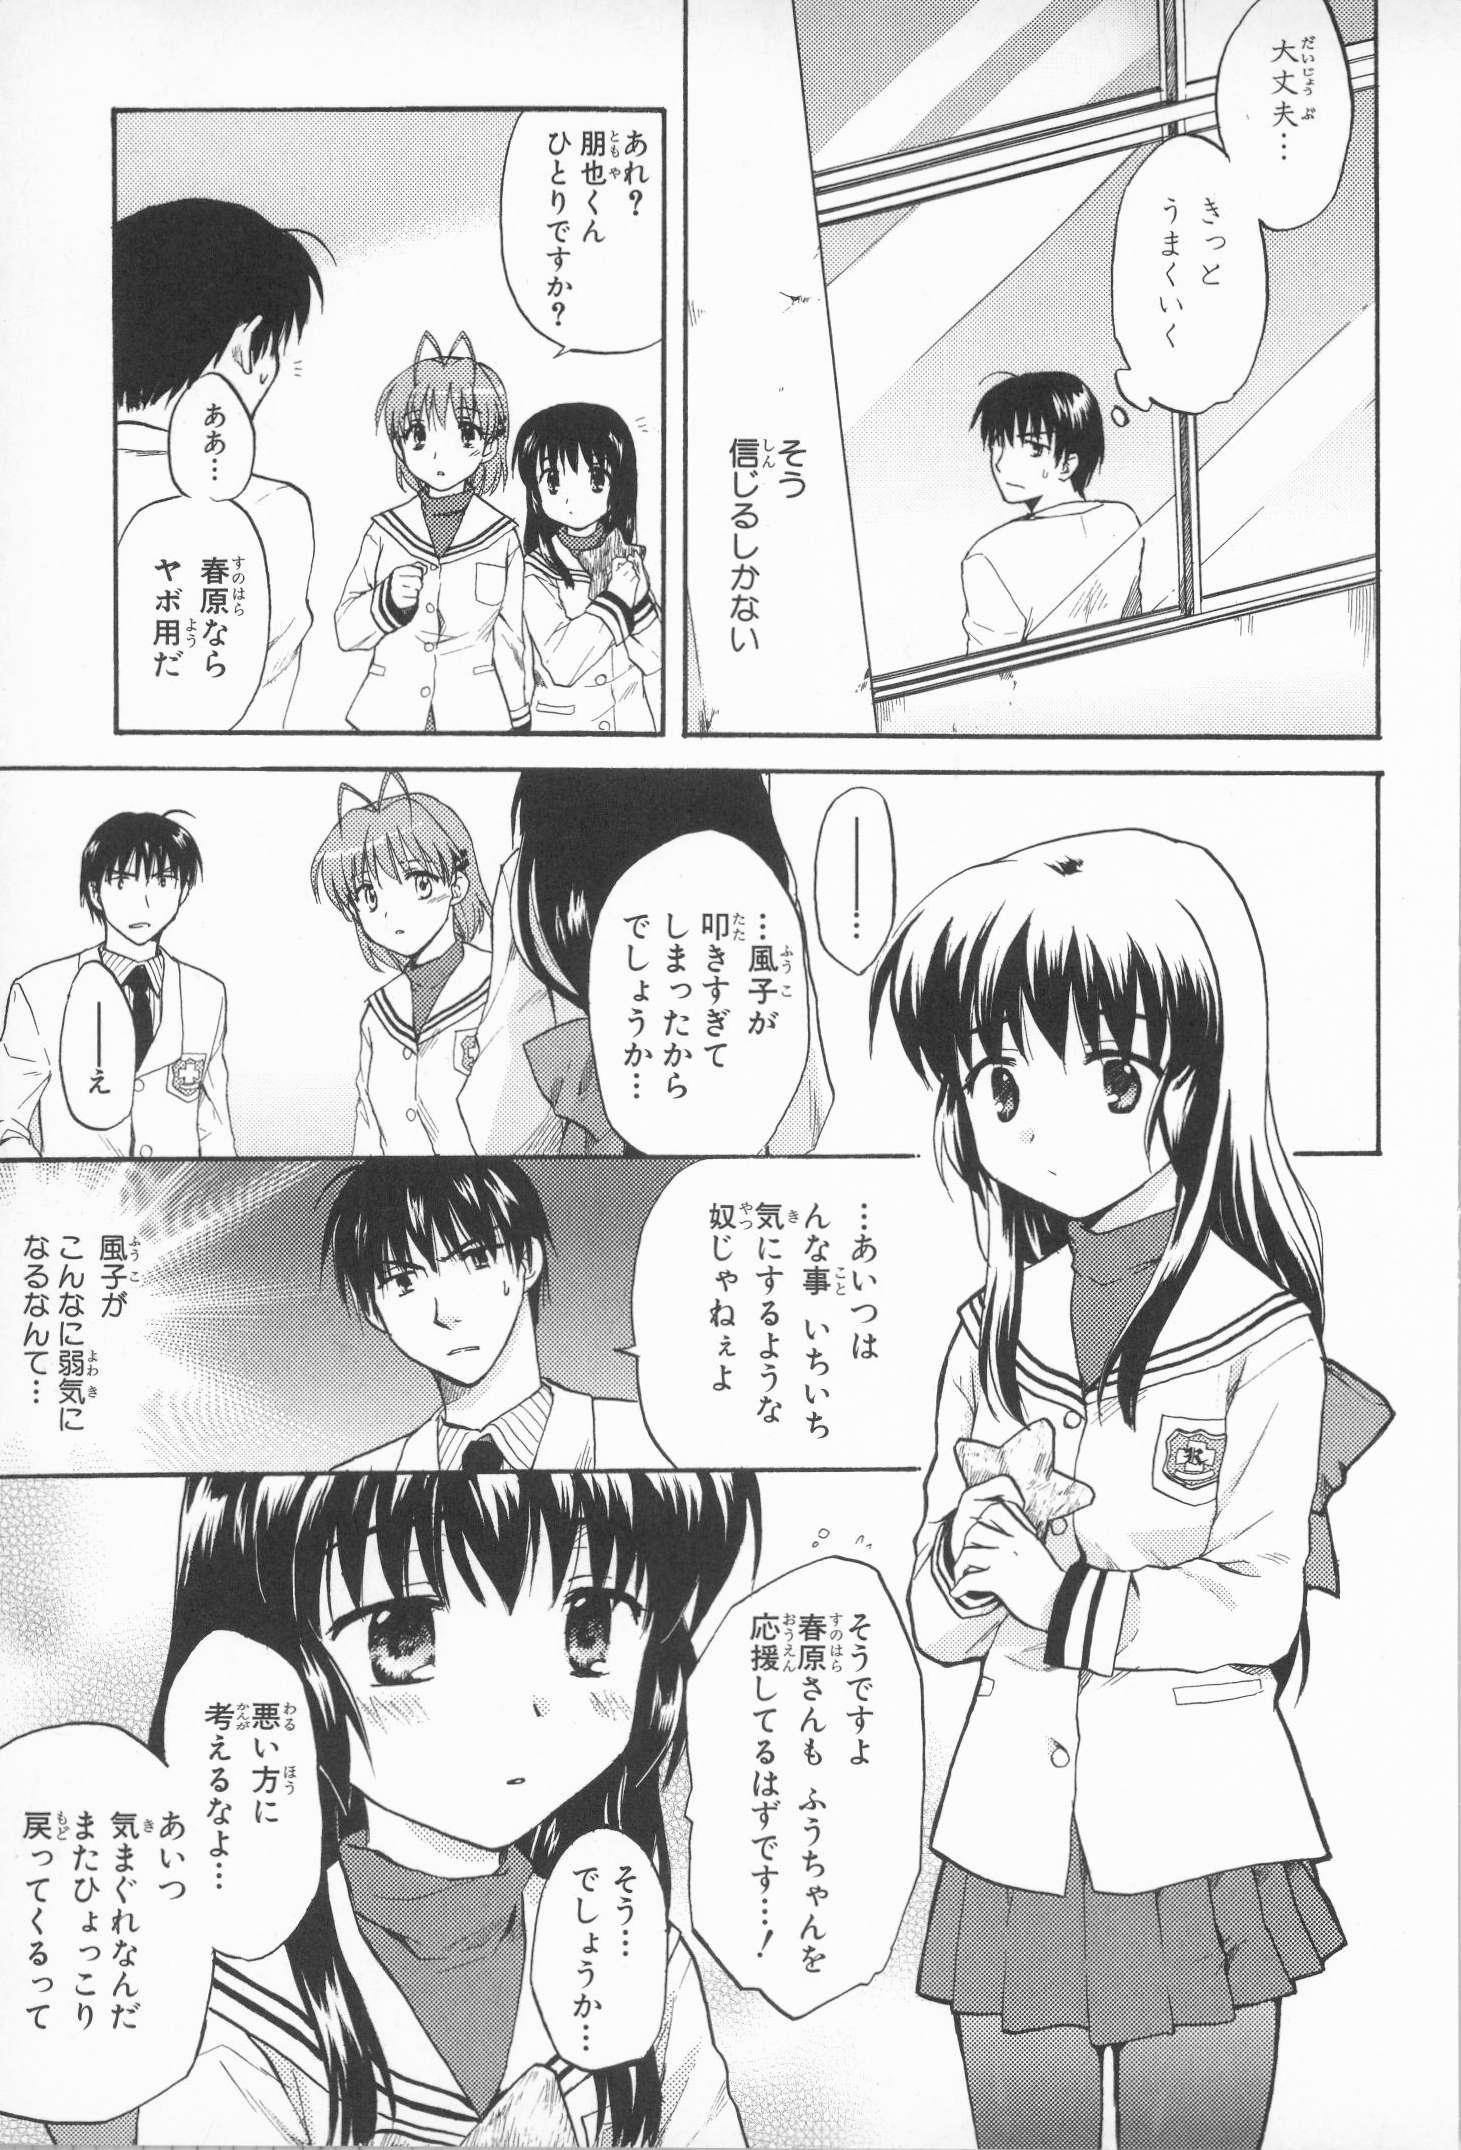 大丈夫…
きっと
うまくいく
そう
信じるしかない
あれ？
朋也くん
ひとりですか？
ああ…
春原なら
ヤボ用だ
――…
…風子が
叩きすぎて
しまったから
でしょうか…
――え
…あいつは
んな事 いちいち
気にするような
奴じゃねぇよ
風子が
こんなに弱気に
なるなんて…
そうですよ
春原さんも ふうちゃんを
応援してるはずです…！
そう…
でしょうか…
悪い方に
考えるなよ…
あいつ
気まぐれなんだ
またひょっこり
戻ってくるって